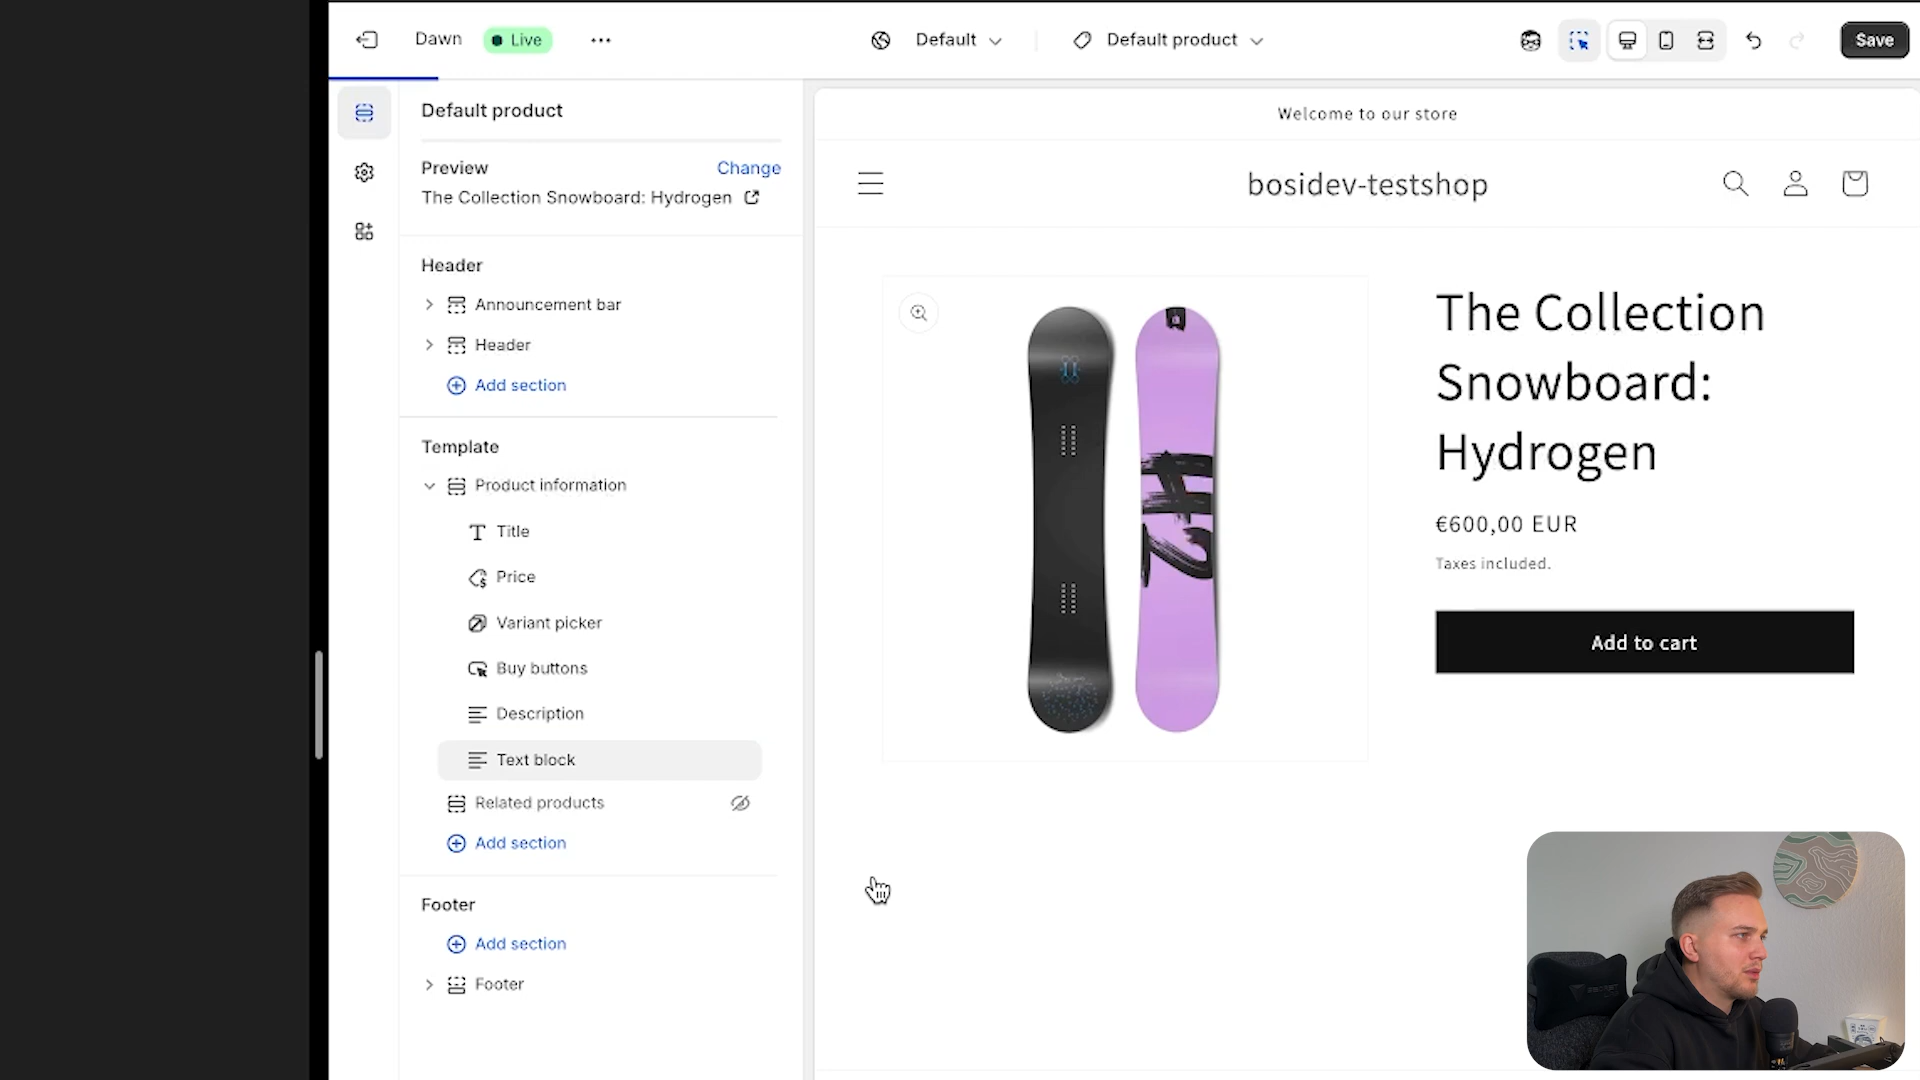 Dawn
Live
Default
Default product
Save
Default product
Preview
Change
The Collection Snowboard: Hydrogen
Header
Announcement bar
Header
Add section
Template
Product information
Title
Price
Variant picker
Buy buttons
Description
Text block
Related products
Add section
Footer
Add section
Footer
Welcome to our store
bosidev-testshop
The Collection
Snowboard:
Hydrogen
€600,00 EUR
Taxes included.
Add to cart